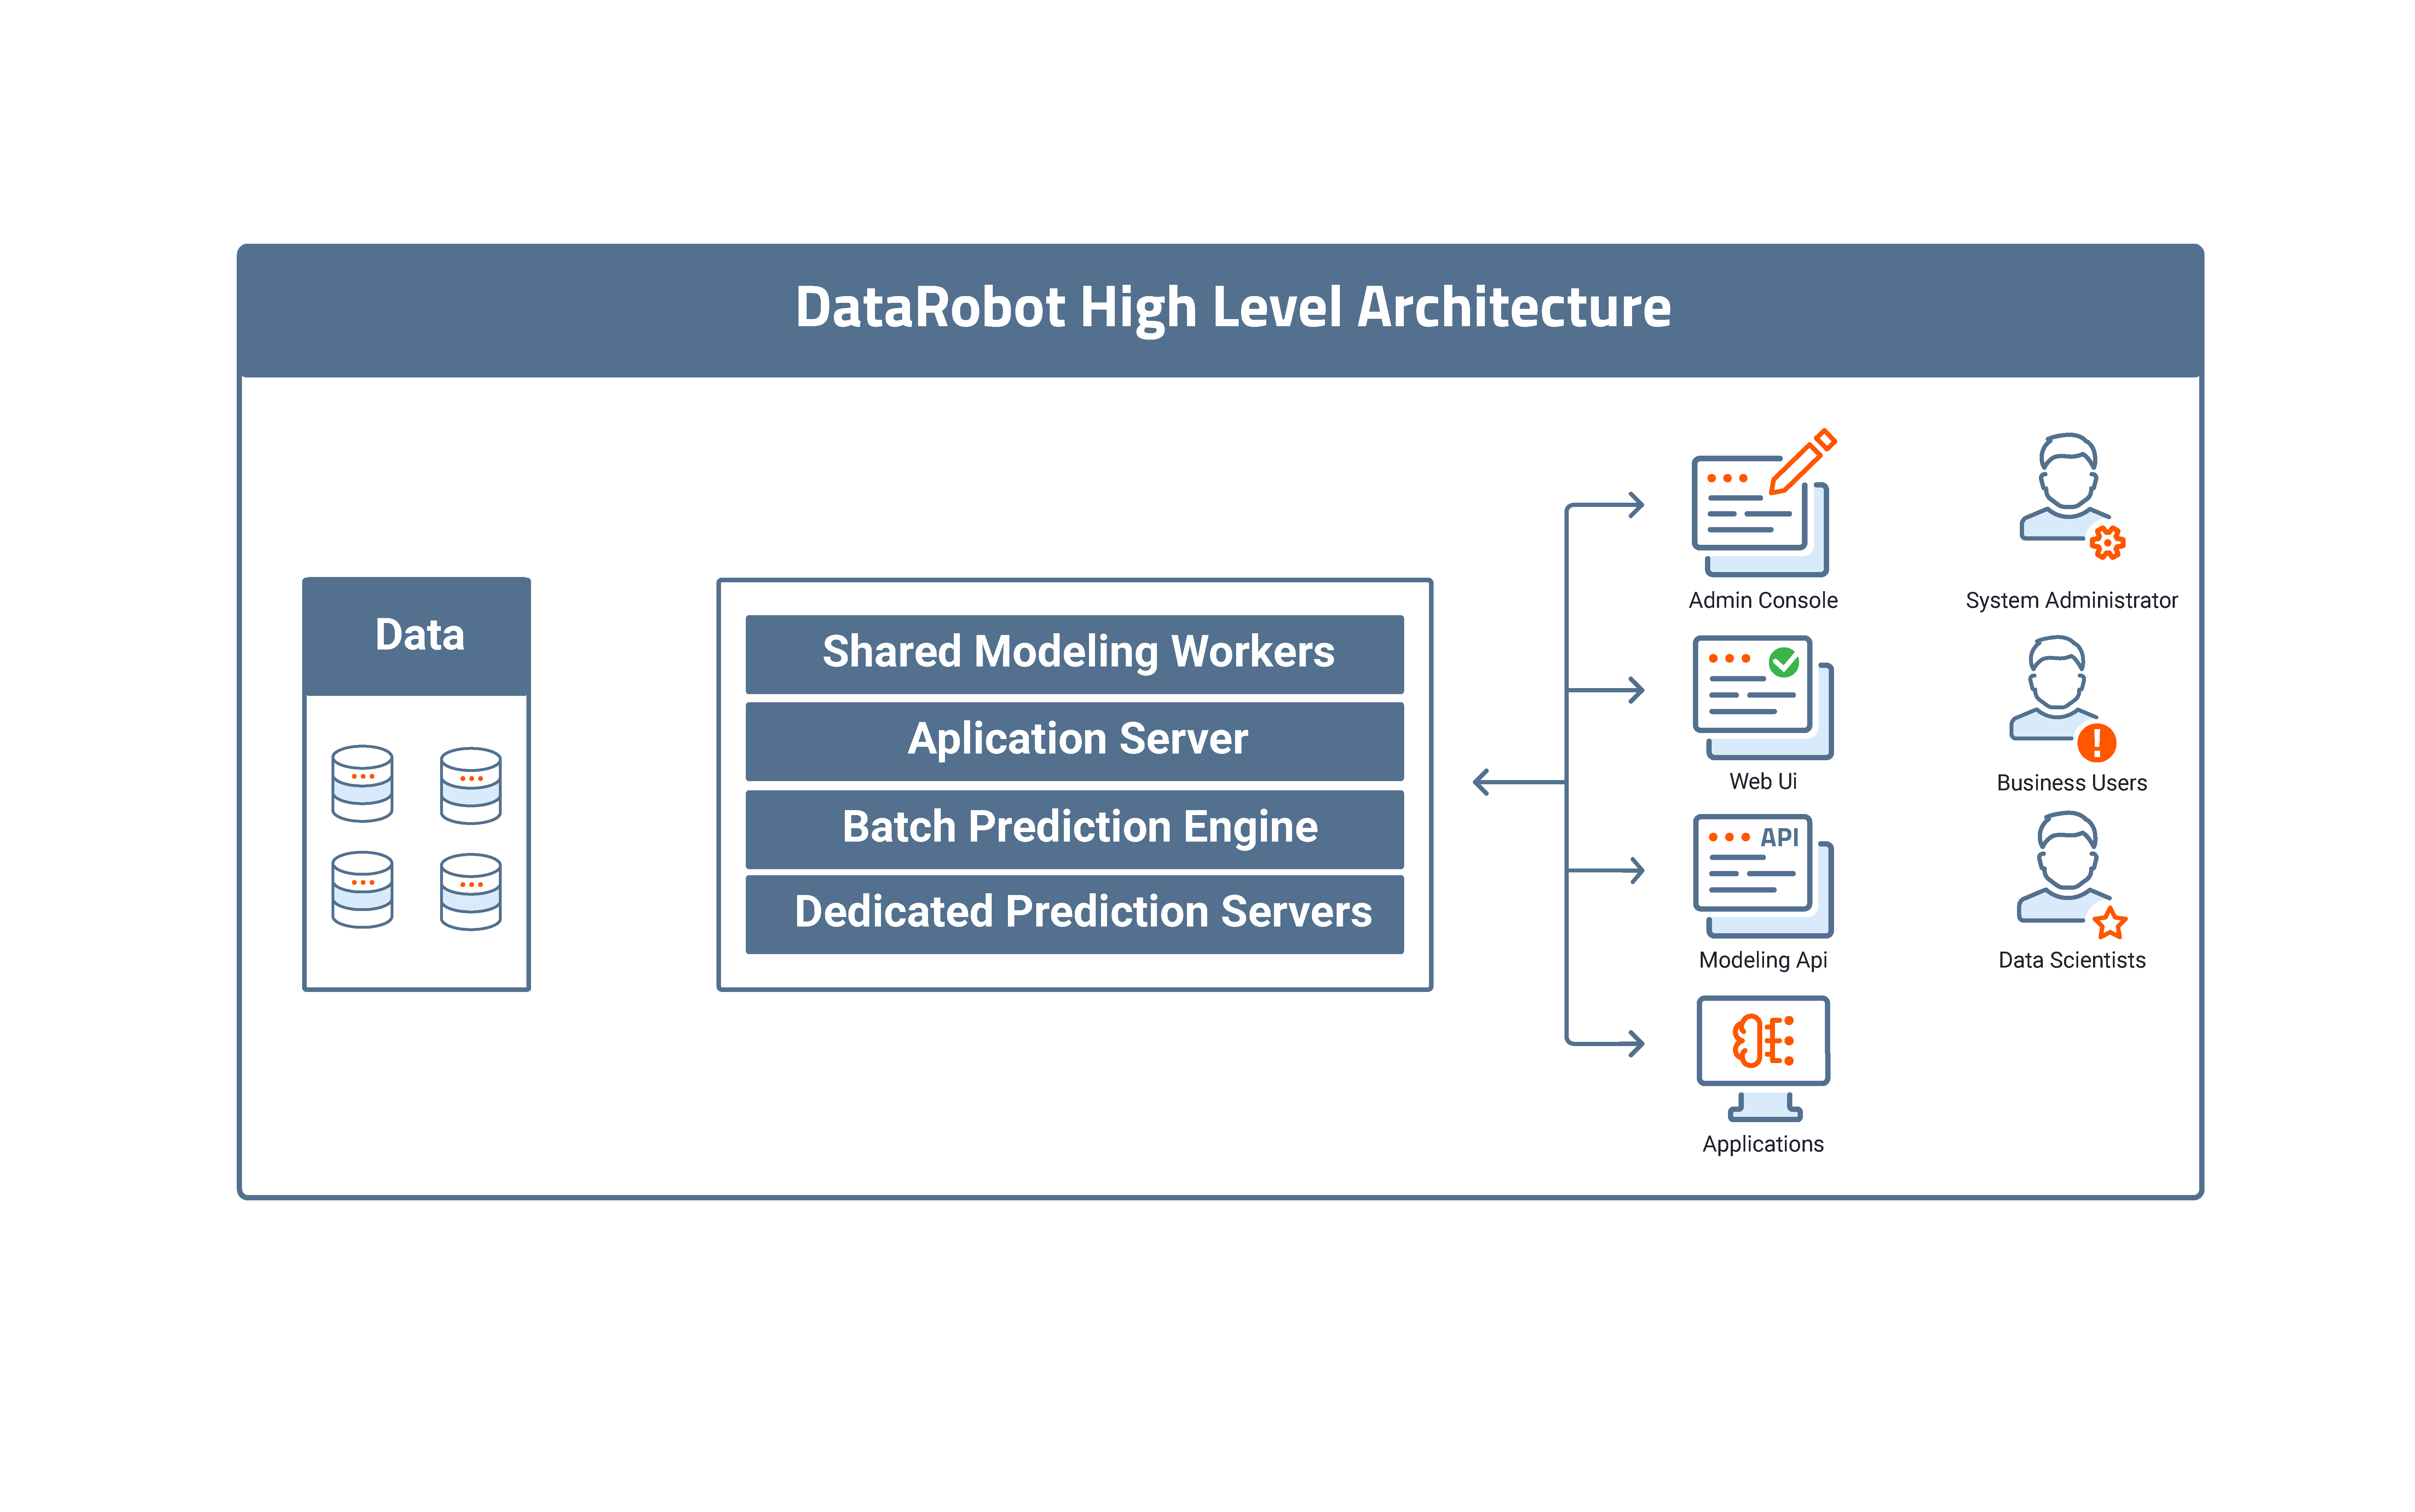 DataRobot High Level Architecture
Data
Shared Modeling Workers
Aplication Server
Batch Prediction Engine
Dedicated Prediction Servers
Admin Console
System Administrator
Web Ui
Business Users
API
Modeling Api
Data Scientists
Applications